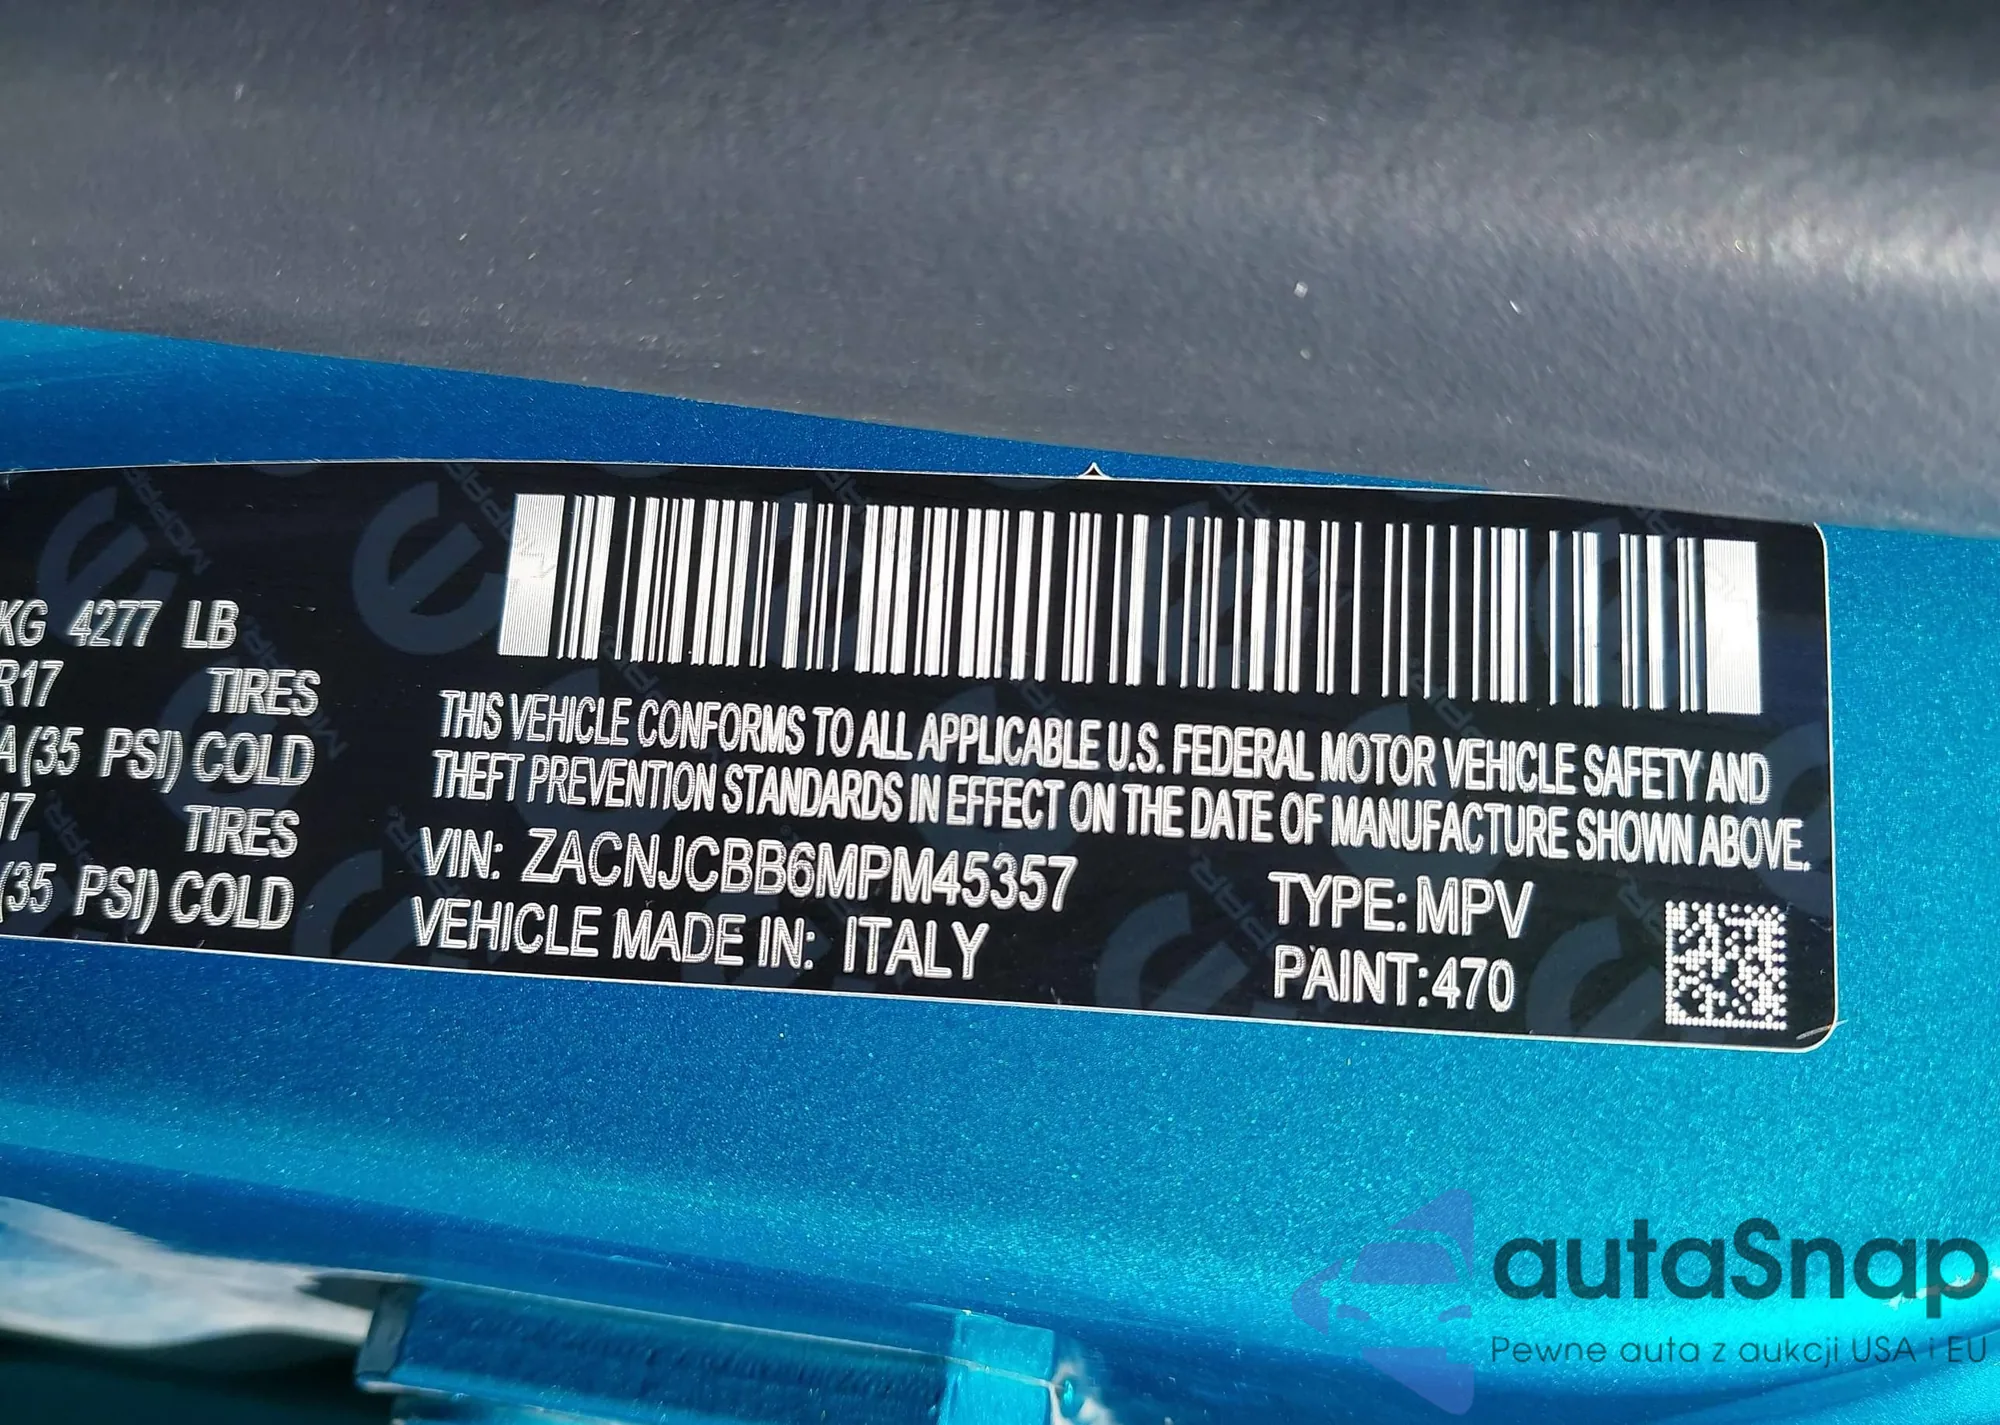 KG 4277 LB
R17 TIRES
A (35 PSI) COLD
17 TIRES
(35 PSI) COLD
THIS VEHICLE CONFORMS TO ALL APPLICABLE U.S. FEDERAL MOTOR VEHICLE SAFETY AND
THEFT PREVENTION STANDARDS IN EFFECT ON THE DATE OF MANUFACTURE SHOWN ABOVE.
VIN: ZACNJCBB6MPM45357
TYPE: MPV
VEHICLE MADE IN: ITALY
PAINT: 470
autaSnap
Pewne auta z aukcji USA i EU